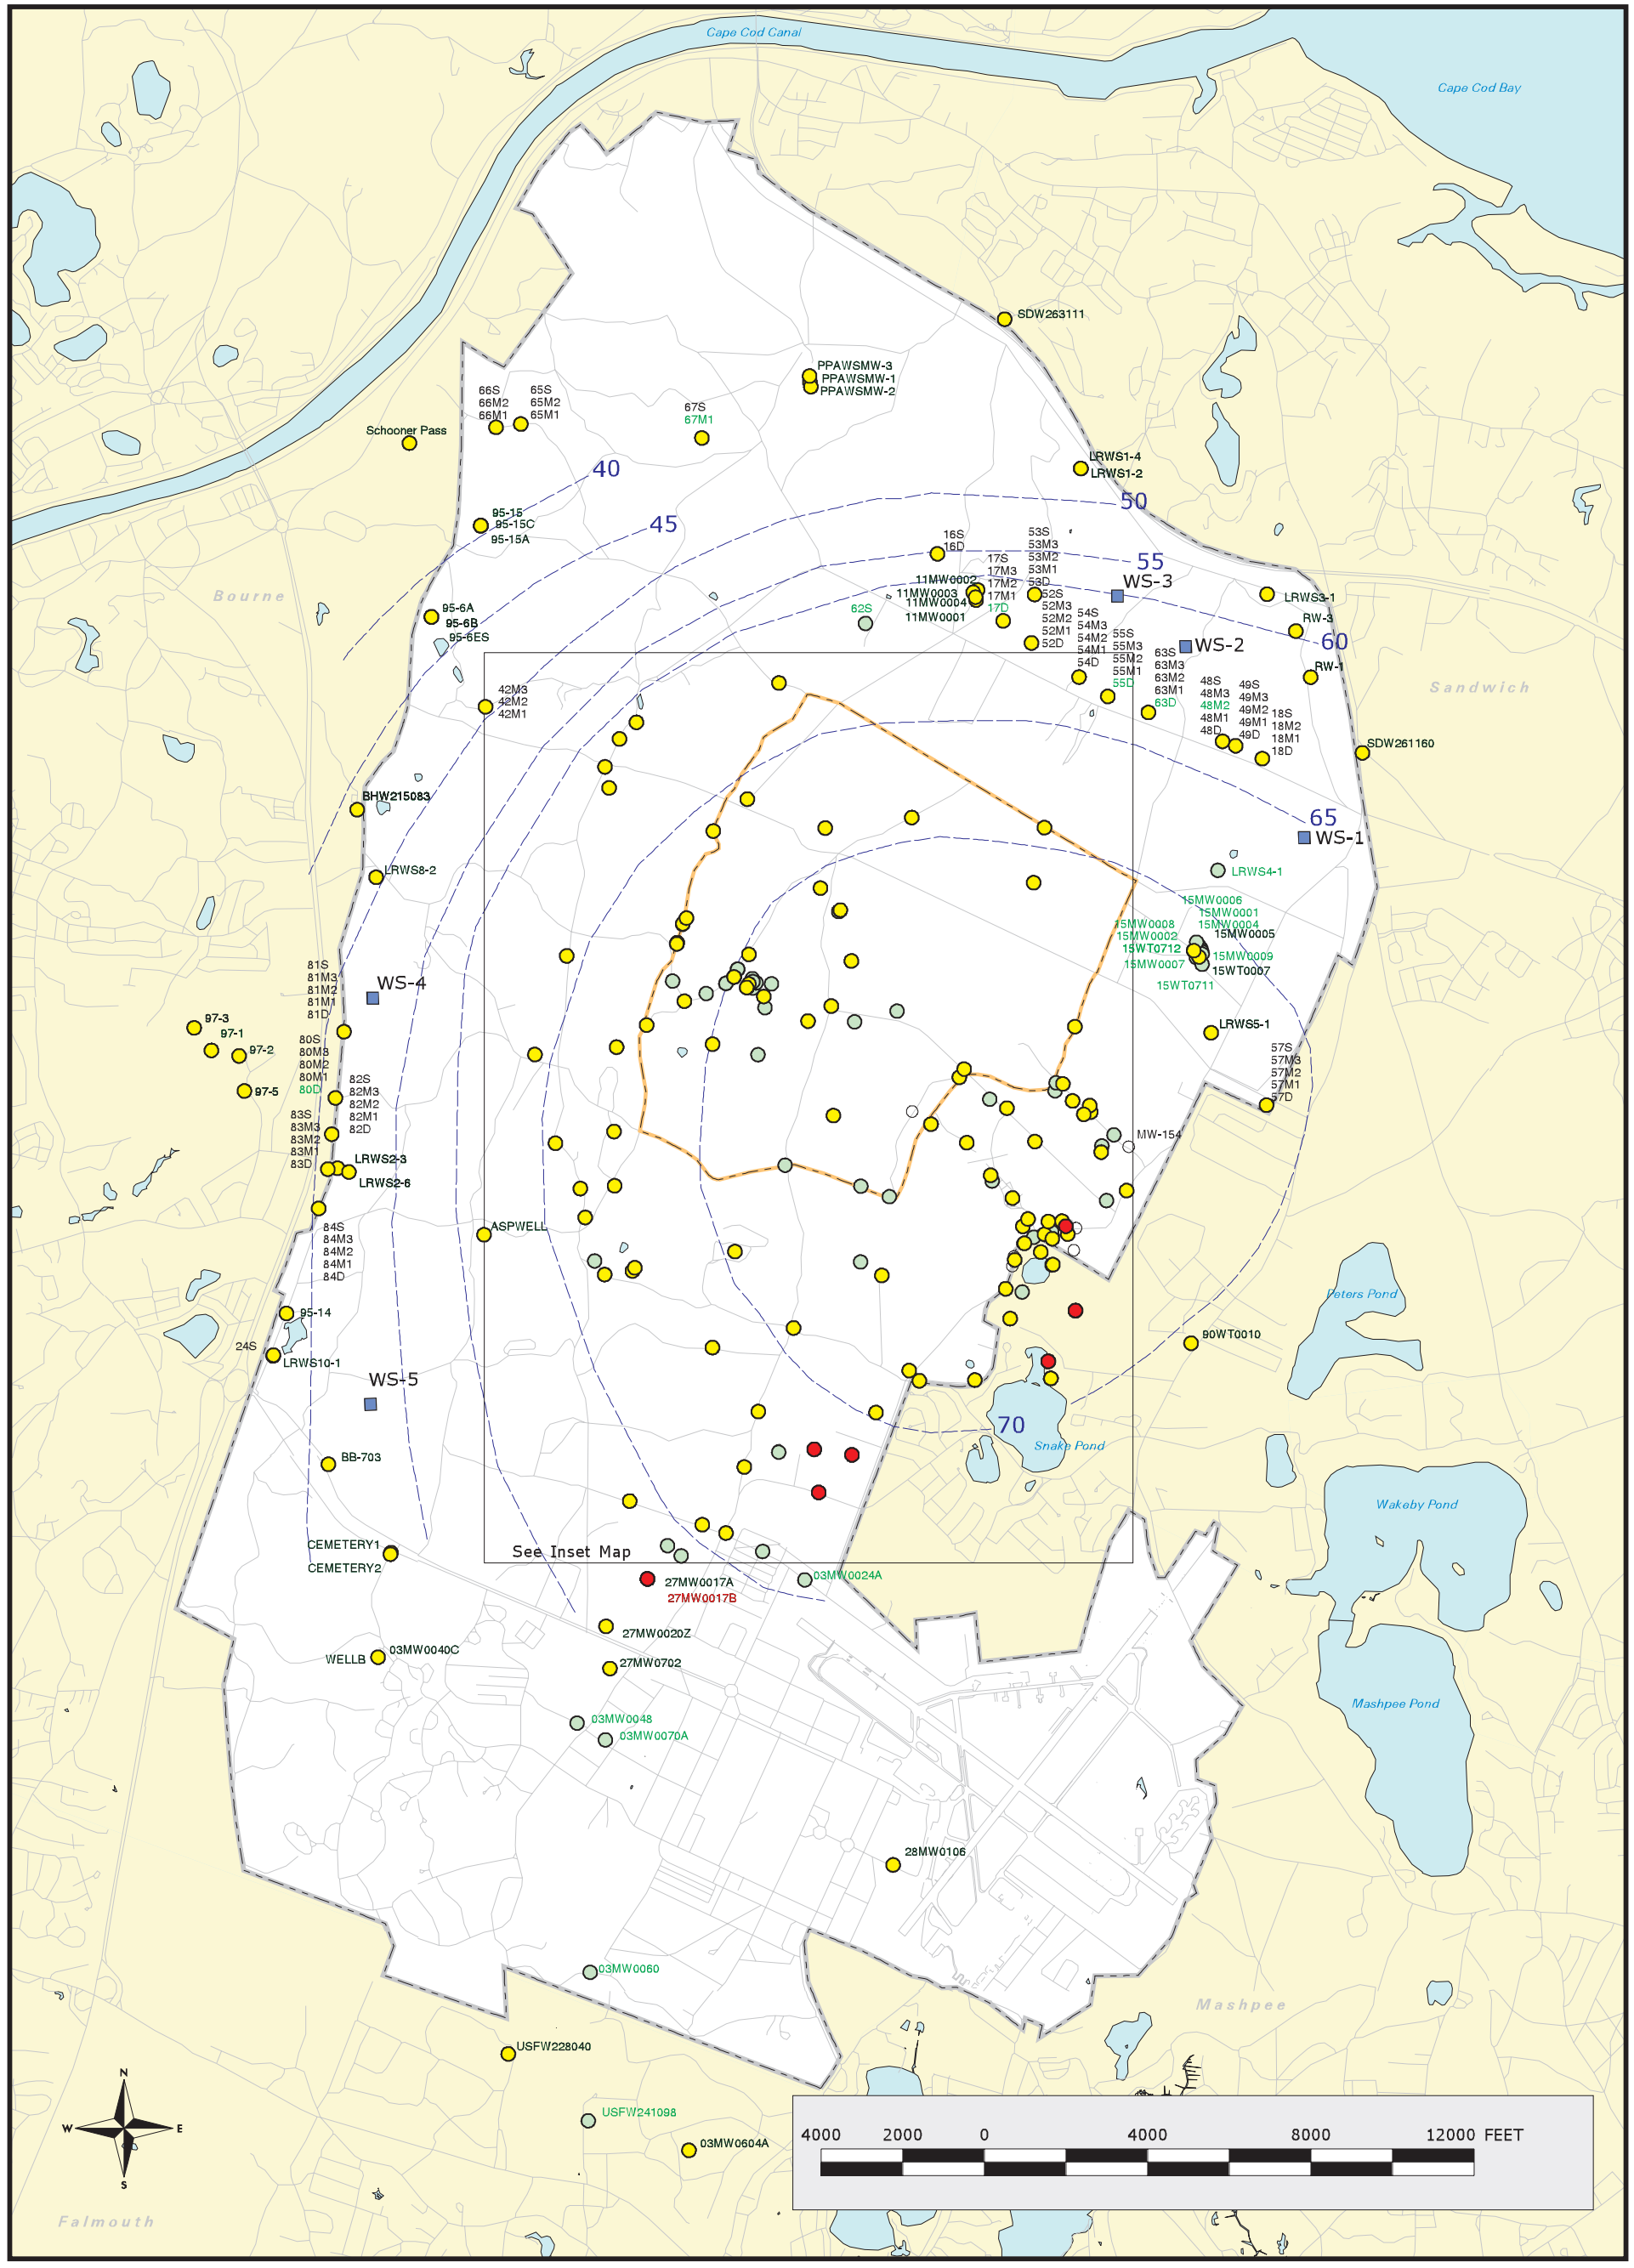 Cape Cod Canal
Cape Cod Bay
SDW263111
PPAWSMW-3
PPAWSMW-1
PPAWSMW-2
66S
66M2
66M1
65S
65M2
65M1
67S
67M1
Schooner Pass
LRWS1-4
LRWS1-2
40
50
45
95-15
95-15C
95-15A
16S
16D
53S
53M3
53M2
53M1
53D
55
17S
17M3
17M2
17M1
17D
WS-3
11MW0002
11MW0003
11MW0004
11MW0001
Bourne
LRWS3-1
52S
52M3
52M2
52M1
52D
62S
95-6A
95-6B
95-6ES
54S
54M3
54M2
54M1
54D
RW-3
60
55S
55M3
55M2
55M1
55D
WS-2
63S
63M3
63M2
63M1
63D
RW-1
48S
48M3
48M2
48M1
48D
49S
49M3
49M2
49M1
49D
Sandwich
42M3
42M2
42M1
18S
18M2
18M1
18D
SDW261160
BHW215083
65
WS-1
LRWS8-2
LRWS4-1
15MW0006
15MW0001
15MW0008
15MW0004
15MW0002
15MW0005
15WT0712
15MW0009
15MW0007
15WT0007
15WT0711
81S
81M3
81M2
81M1
81D
WS-4
97-3
97-1
97-2
97-5
LRWS5-1
80S
80M3
80M2
80M1
80D
57S
57M3
57M2
57M1
57D
82S
82M3
82M2
82M1
82D
83S
83M3
83M2
83M1
83D
MW-154
LRWS2-3
LRWS2-6
ASPWELL
84S
84M3
84M2
84M1
84D
Peters Pond
95-14
90WT0010
24S
LRWS10-1
WS-5
70
Snake Pond
BB-703
Wakeby Pond
CEMETERY1
CEMETERY2
See Inset Map
27MW0017A
27MW0017B
03MW0024A
27MW0020Z
03MW0040C
WELLB
27MW0702
Mashpee Pond
03MW0048
03MW0070A
28MW0106
03MW0060
Mashpee
USFW228040
USFW241098
03MW0604A
N
W
E
S
4000
2000
0
4000
8000
12000 FEET
Falmouth